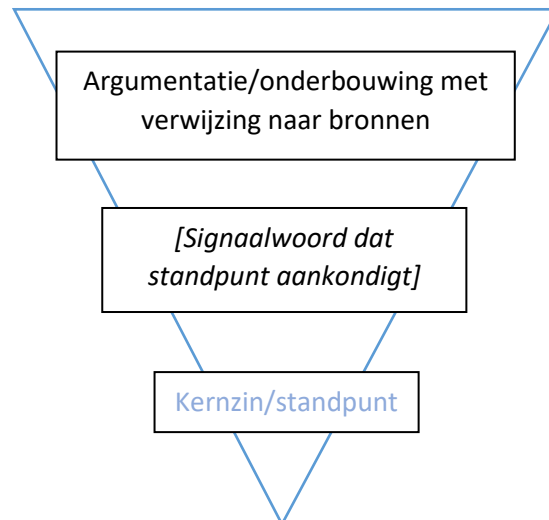 Argumentatie/onderbouwing met
verwijzing naar bronnen
[Signaalwoord dat
standpunt aankondigt]
Kernzin/standpunt